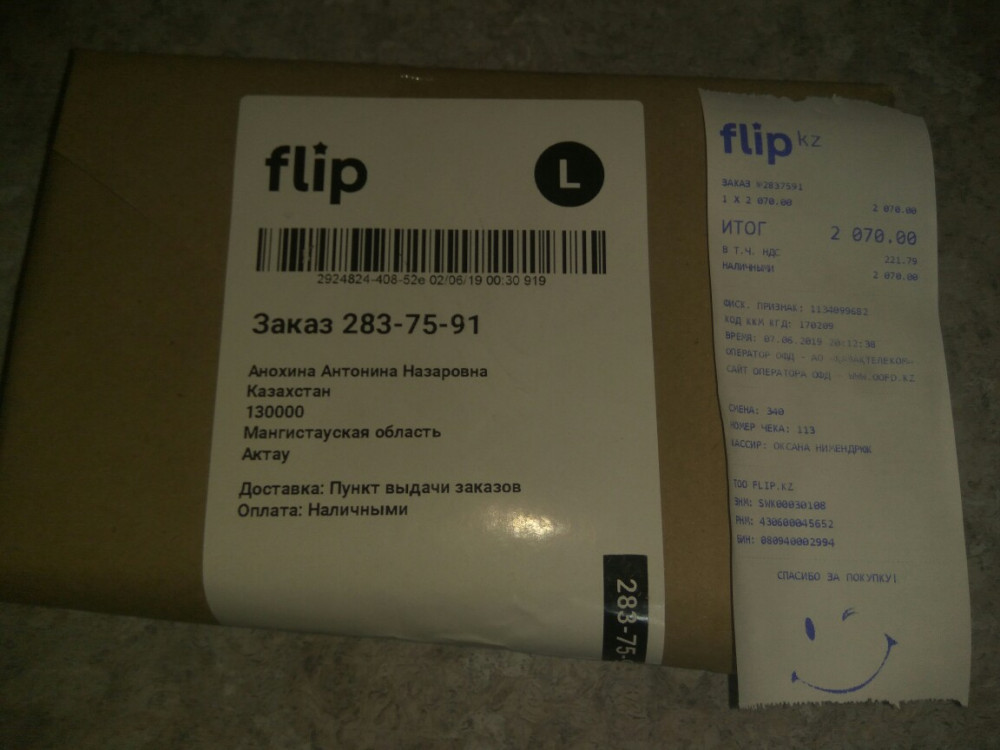 flip
L
2924824-408-52e 02/06/19 00:30 919
Заказ 283-75-91
Анохина Антонина Назаровна
Казахстан
130000
Мангистауская область
Актау
Доставка: Пункт выдачи заказов
Оплата: Наличными
283-75-
flip kz
ЗАКАЗ №2837591
1 X 2 070.00 2 070.00
ИТОГ 2 070.00
В Т.Ч. НДС 221.79
НАЛИЧНЫМИ 2 070.00
ФИСК. ПРИЗНАК: 1134099682
КОД ККМ КГД: 170209
ВРЕМЯ: 07.06.2019 20:12:38
ОПЕРАТОР ОФД - АО «КАЗАХТЕЛЕКОМ»
САЙТ ОПЕРАТОРА ОФД - WWW.OOFD.KZ
СМЕНА: 340
НОМЕР ЧЕКА: 113
КАССИР: ОКСАНА
ТОО FLIP.KZ
ЗНМ: SWK00030108
РНН: 430600045652
БИН: 080940002994
СПАСИБО ЗА ПОКУПКУ!